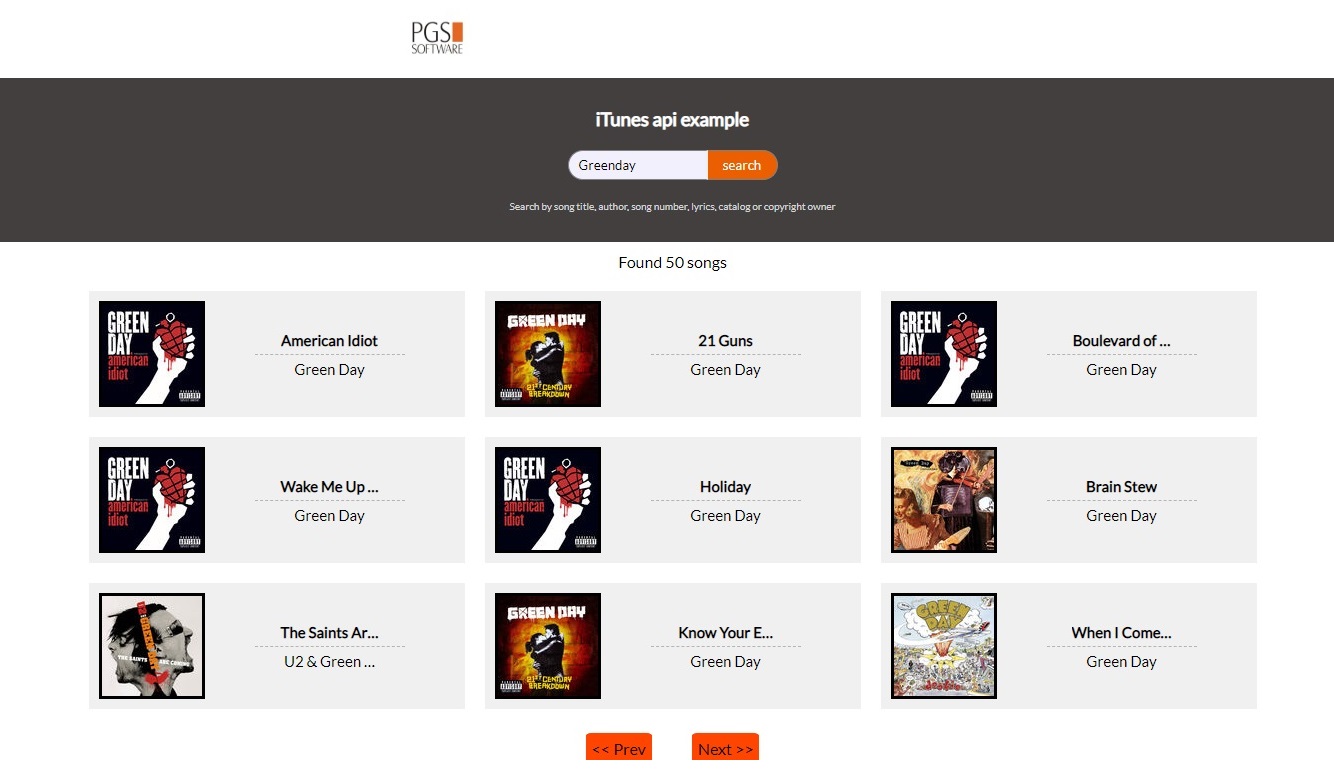 PGS
SOFTWARE
iTunes api example
Greenday
search
Search by song title, author, song number, lyrics, catalog or copyright owner
Found 50 songs
GREEN
DAY
american
idiot
American Idiot
Green Day
GREEN DAY
21st CENTURY
BREAKDOWN
21 Guns
Green Day
GREEN
DAY
american
idiot
Boulevard of ...
Green Day
GREEN
DAY
american
idiot
Wake Me Up ...
Green Day
GREEN
DAY
american
idiot
Holiday
Green Day
Brain Stew
Green Day
THE SAINTS ARE COMING
The Saints Ar...
U2 & Green ...
GREEN DAY
21st CENTURY
BREAKDOWN
Know Your E...
Green Day
GREEN
DAY
dookie
When I Come...
Green Day
<< Prev
Next >>